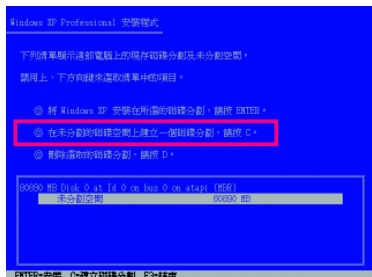 Windows XP Professional 安裝程式
下列清單顯示這部電腦上的現存磁碟分割及未分割空間。
請用上、下方向鍵來選取清單中的項目。
◎ 將 Windows XP 安裝在所選的磁碟分割，請按 ENTER。
◎ 在未分割的磁碟空間上建立一個磁碟分割，請按 C。
◎ 刪除選取的磁碟分割，請按 D。
80890 MB Disk 0 at Id 0 on bus 0 on atapi (MBR)
未分割空間 80890 MB
ENTER=安裝 C=建立磁碟分割 F3=結束